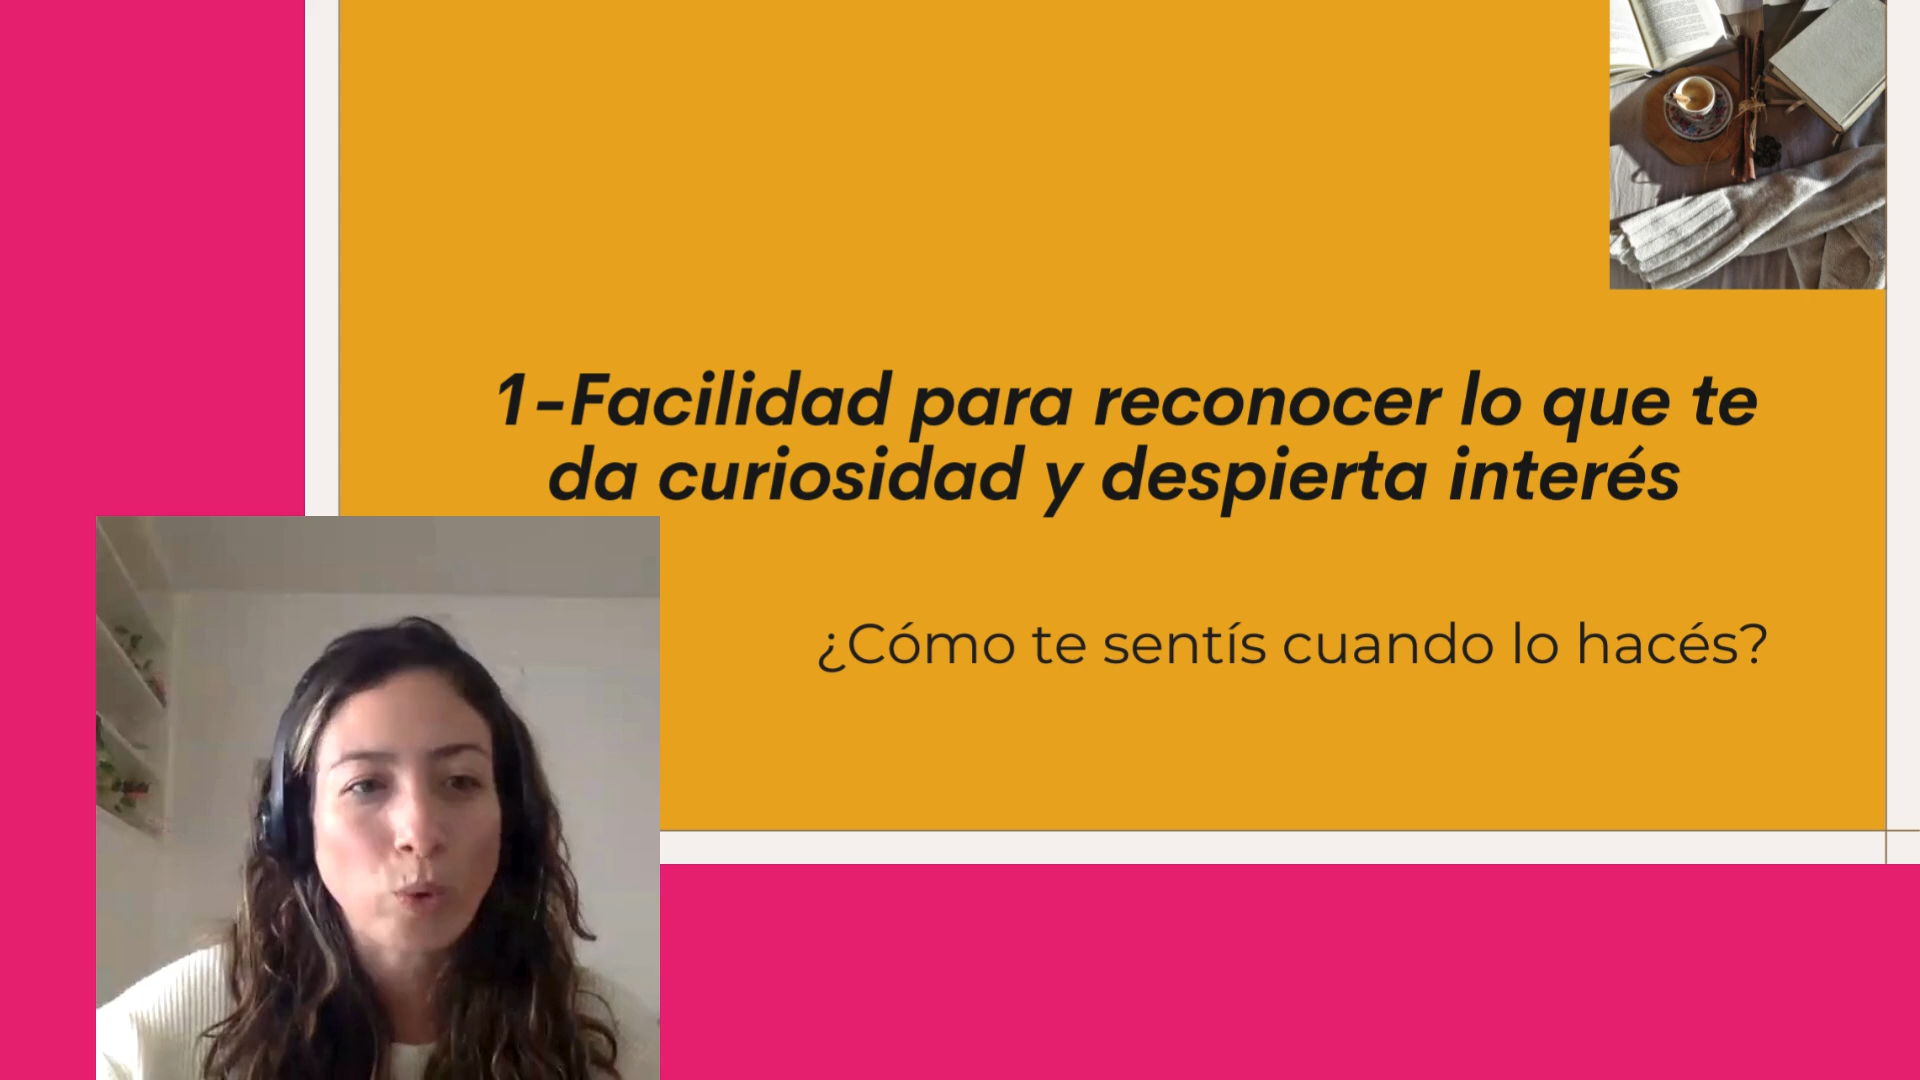 1-Facilidad para reconocer lo que te
da curiosidad y despierta interés
¿Cómo te sentís cuando lo hacés?